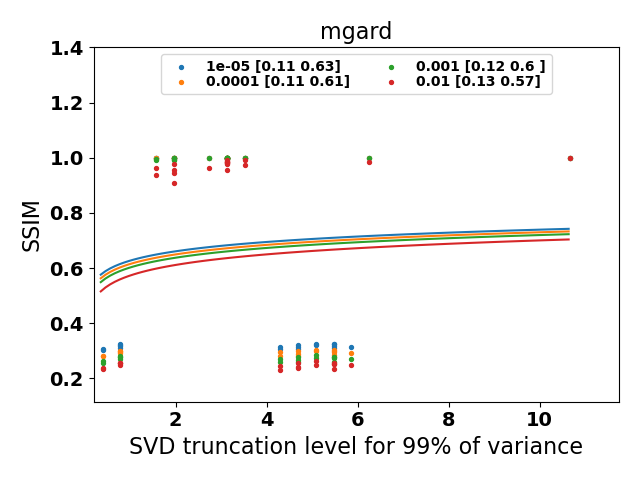 mgard
1e-05 [0.11 0.63]
0.0001 [0.11 0.61]
0.001 [0.12 0.6 ]
0.01 [0.13 0.57]
SSIM
1.4
1.2
1.0
0.8
0.6
0.4
0.2
2 4 6 8 10
SVD truncation level for 99% of variance